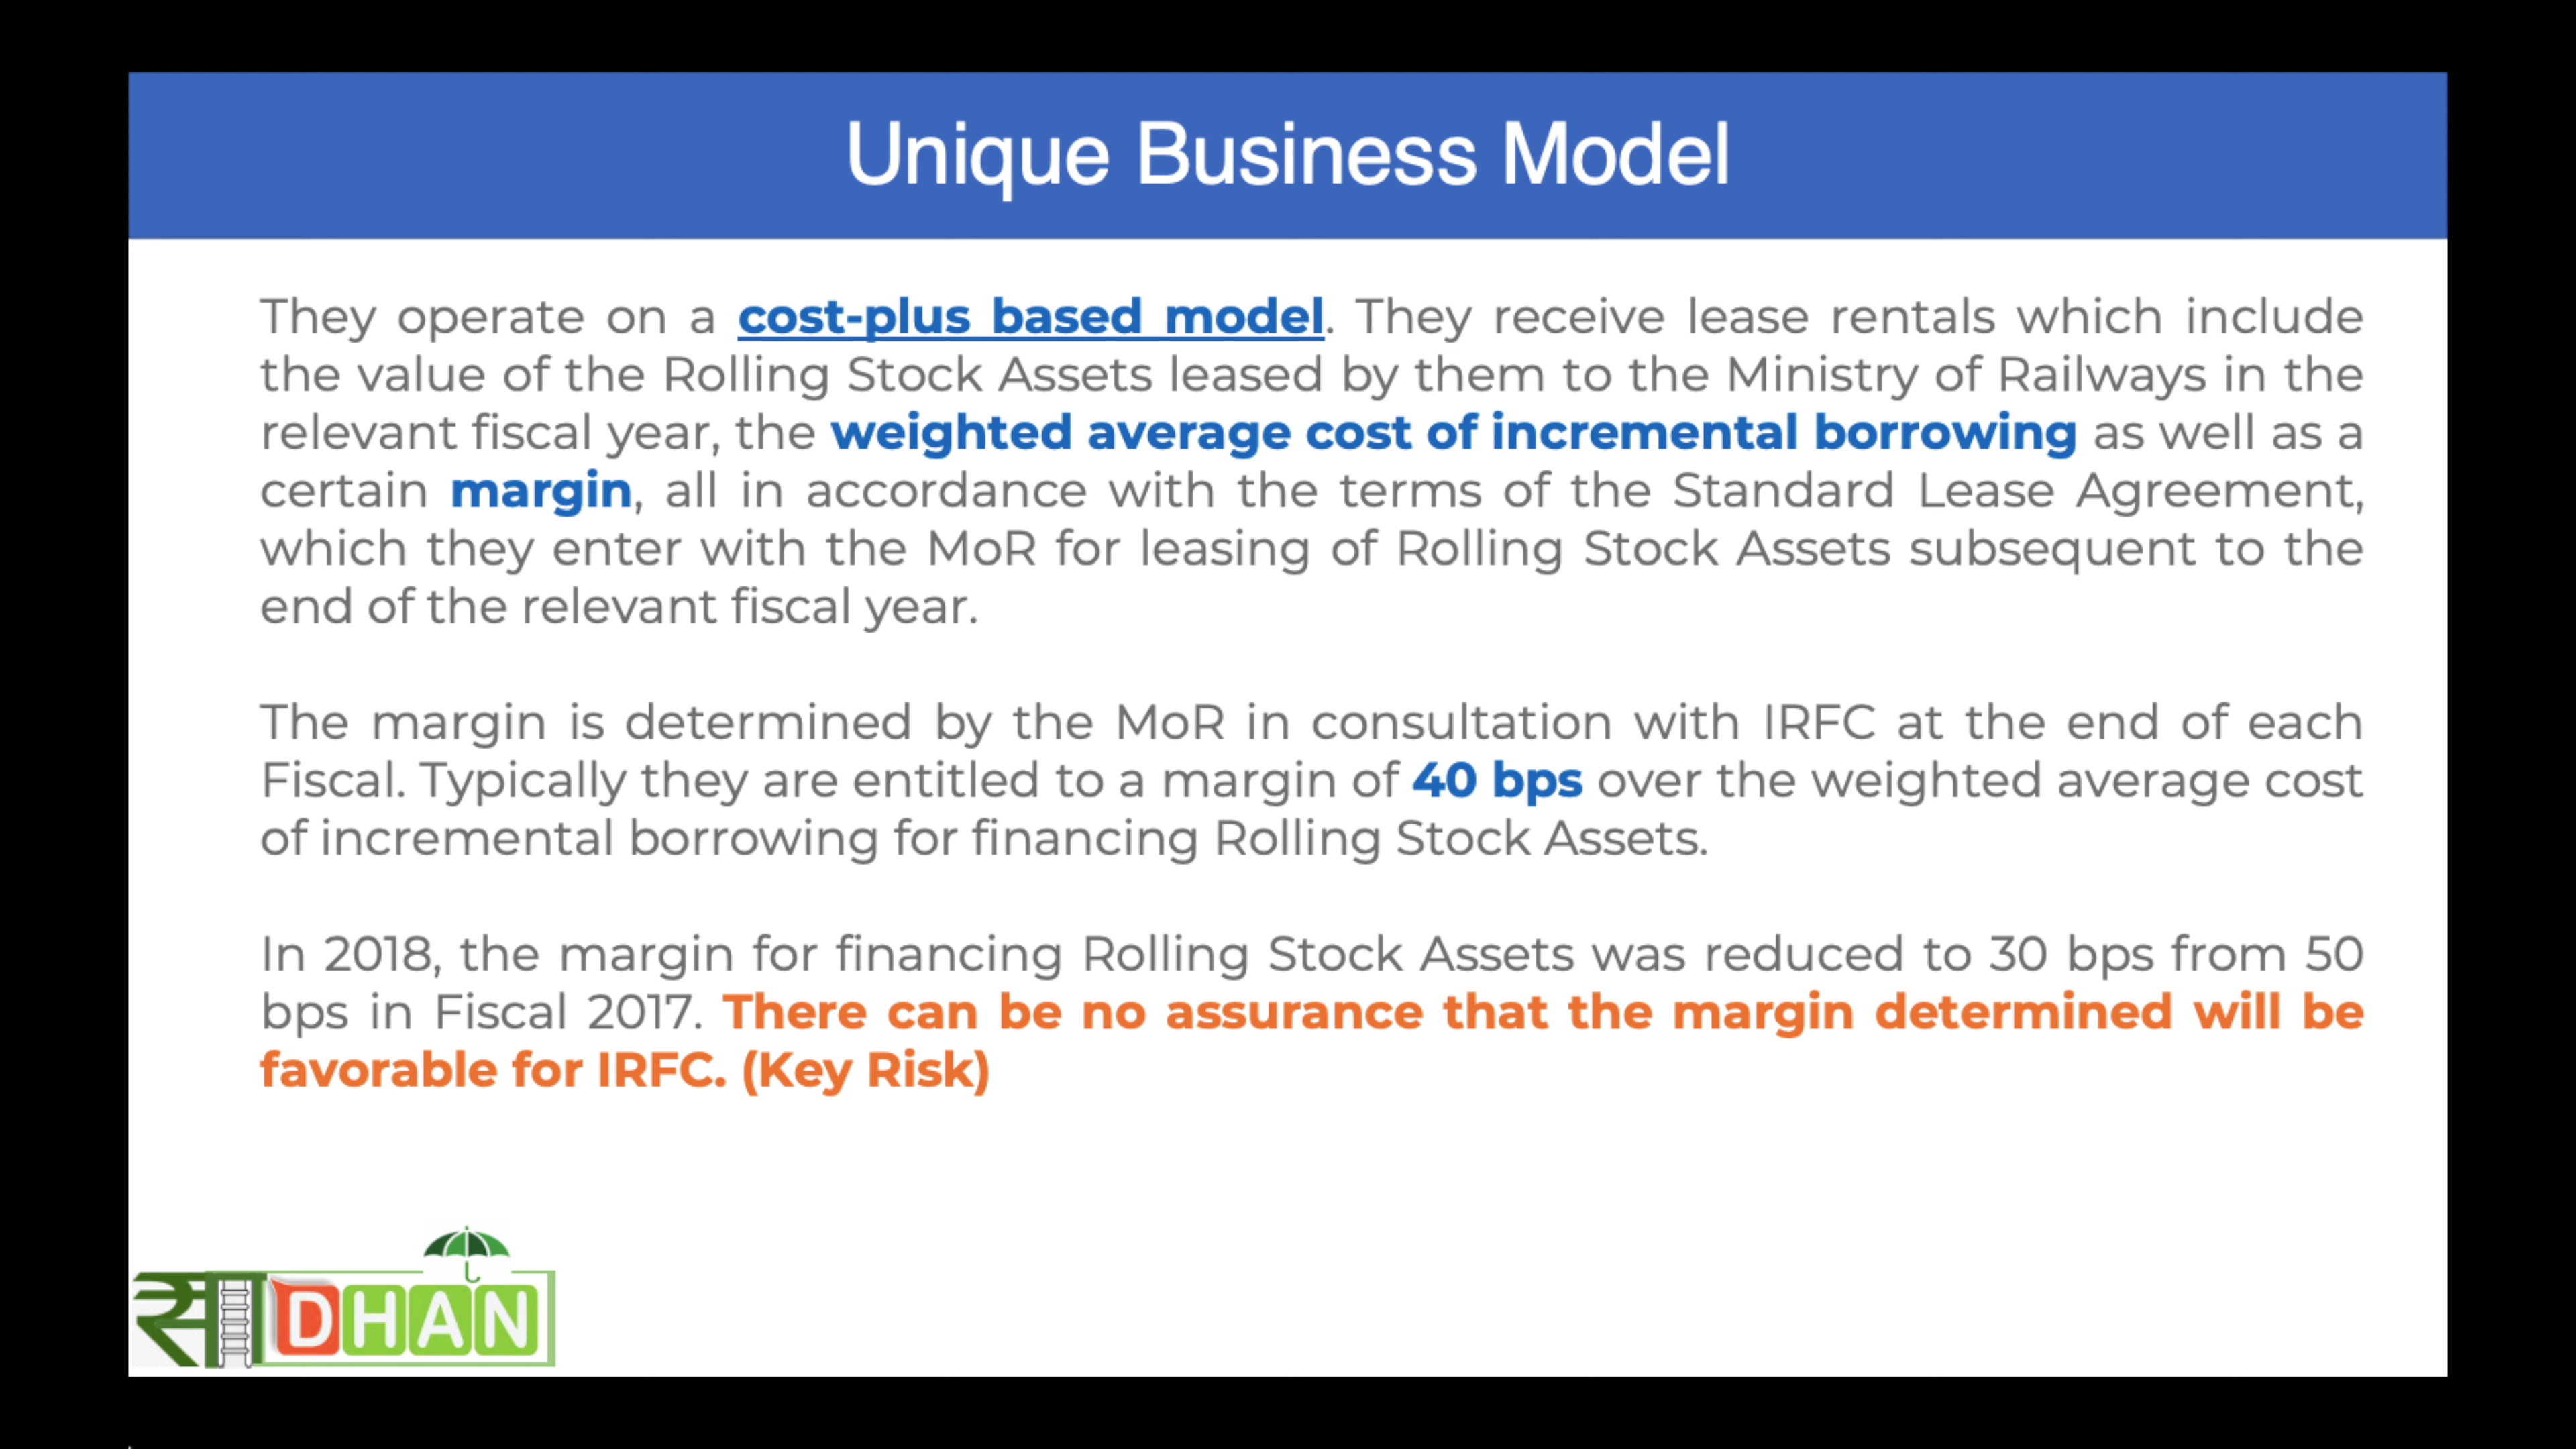 Unique Business Model
They operate on a cost-plus based model. They receive lease rentals which include
the value of the Rolling Stock Assets leased by them to the Ministry of Railways in the
relevant fiscal year, the weighted average cost of incremental borrowing as well as a
certain margin, all in accordance with the terms of the Standard Lease Agreement,
which they enter with the MoR for leasing of Rolling Stock Assets subsequent to the
end of the relevant fiscal year.
The margin is determined by the MoR in consultation with IRFC at the end of each
Fiscal. Typically they are entitled to a margin of 40 bps over the weighted average cost
of incremental borrowing for financing Rolling Stock Assets.
In 2018, the margin for financing Rolling Stock Assets was reduced to 30 bps from 50
bps in Fiscal 2017. There can be no assurance that the margin determined will be
favorable for IRFC. (Key Risk)
साDHAN